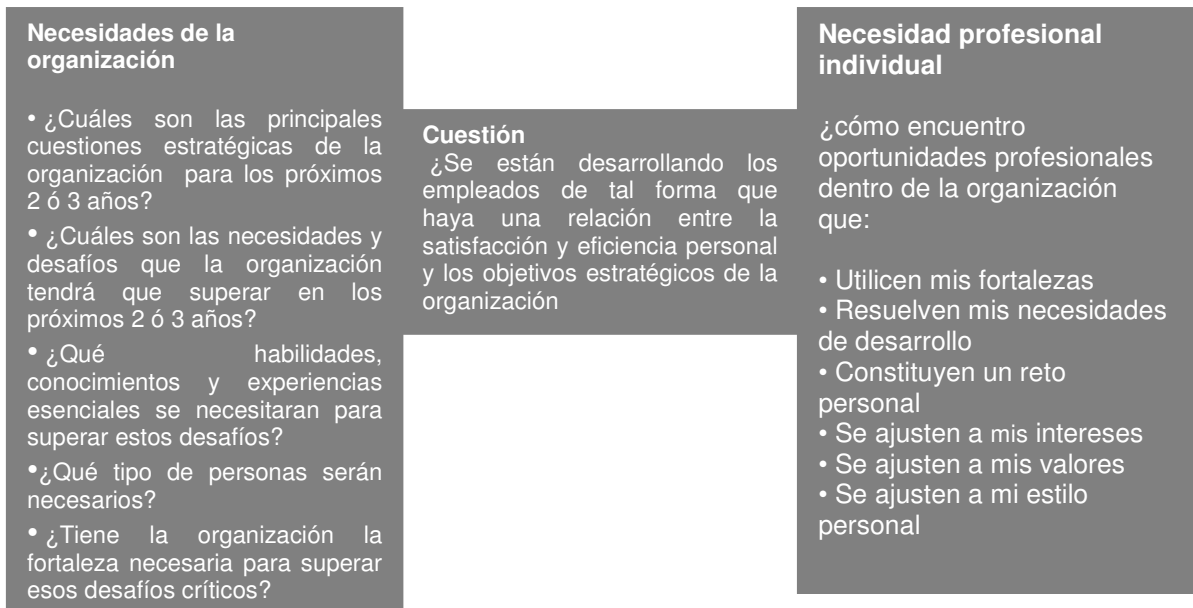 Necesidades de la
organización
• ¿Cuáles son las principales
cuestiones estratégicas de la
organización para los próximos
2 ó 3 años?
• ¿Cuáles son las necesidades y
desafíos que la organización
tendrá que superar en los
próximos 2 ó 3 años?
• ¿Qué habilidades,
conocimientos y experiencias
esenciales se necesitaran para
superar estos desafíos?
•¿Qué tipo de personas serán
necesarios?
• ¿Tiene la organización la
fortaleza necesaria para superar
esos desafíos críticos?
Cuestión
¿Se están desarrollando los
empleados de tal forma que
haya una relación entre la
satisfacción y eficiencia personal
y los objetivos estratégicos de la
organización
Necesidad profesional
individual
¿cómo encuentro
oportunidades profesionales
dentro de la organización
que:
• Utilicen mis fortalezas
• Resuelven mis necesidades
de desarrollo
• Constituyen un reto
personal
• Se ajusten a mis intereses
• Se ajusten a mis valores
• Se ajusten a mi estilo
personal